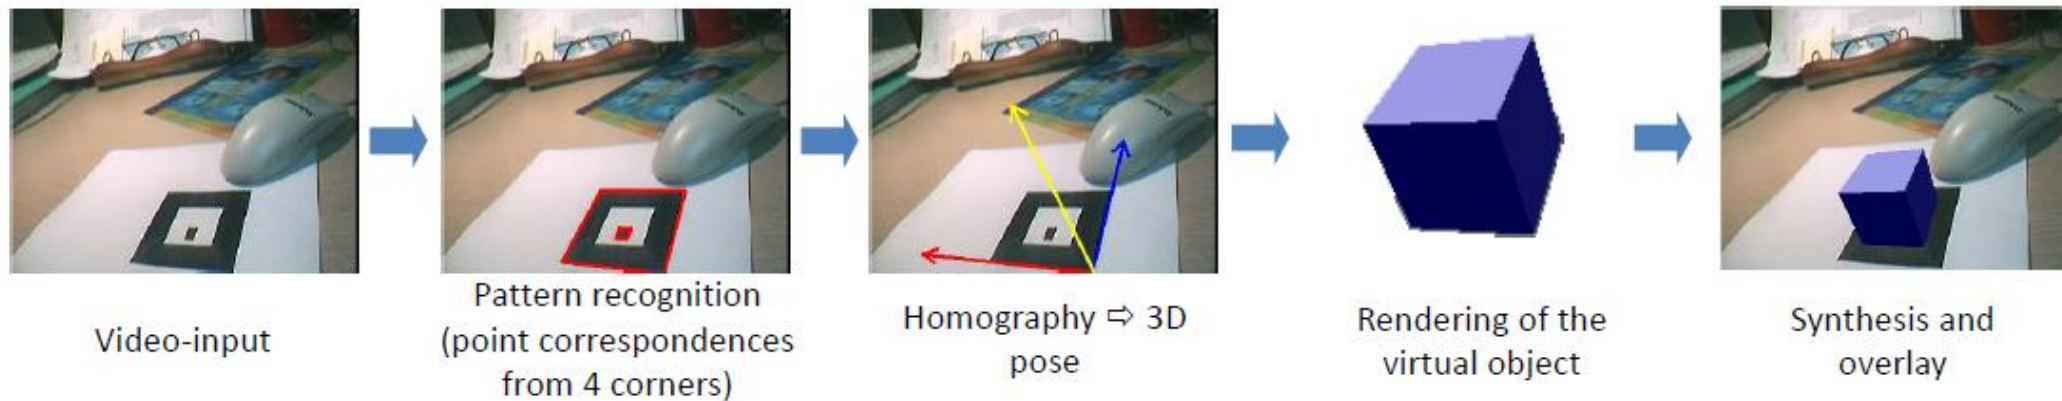 Video-input
Pattern recognition
(point correspondences
from 4 corners)
Homography ⇨ 3D
pose
Rendering of the
virtual object
Synthesis and
overlay